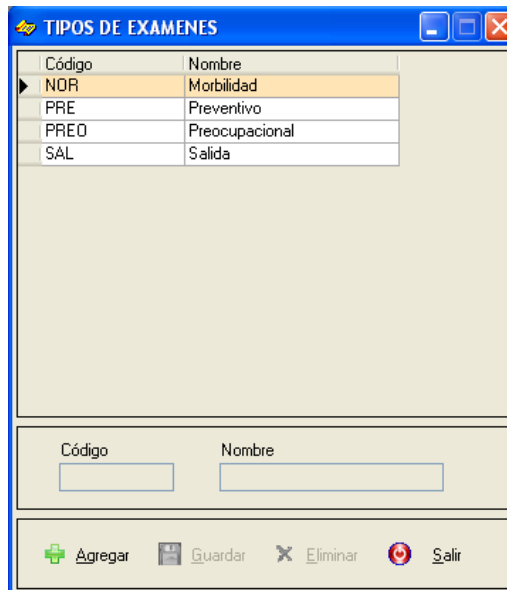 TIPOS DE EXAMENES
Código Nombre
NOR Morbilidad
PRE Preventivo
PREO Preocupacional
SAL Salida
Código Nombre
Agregar Guardar Eliminar Salir